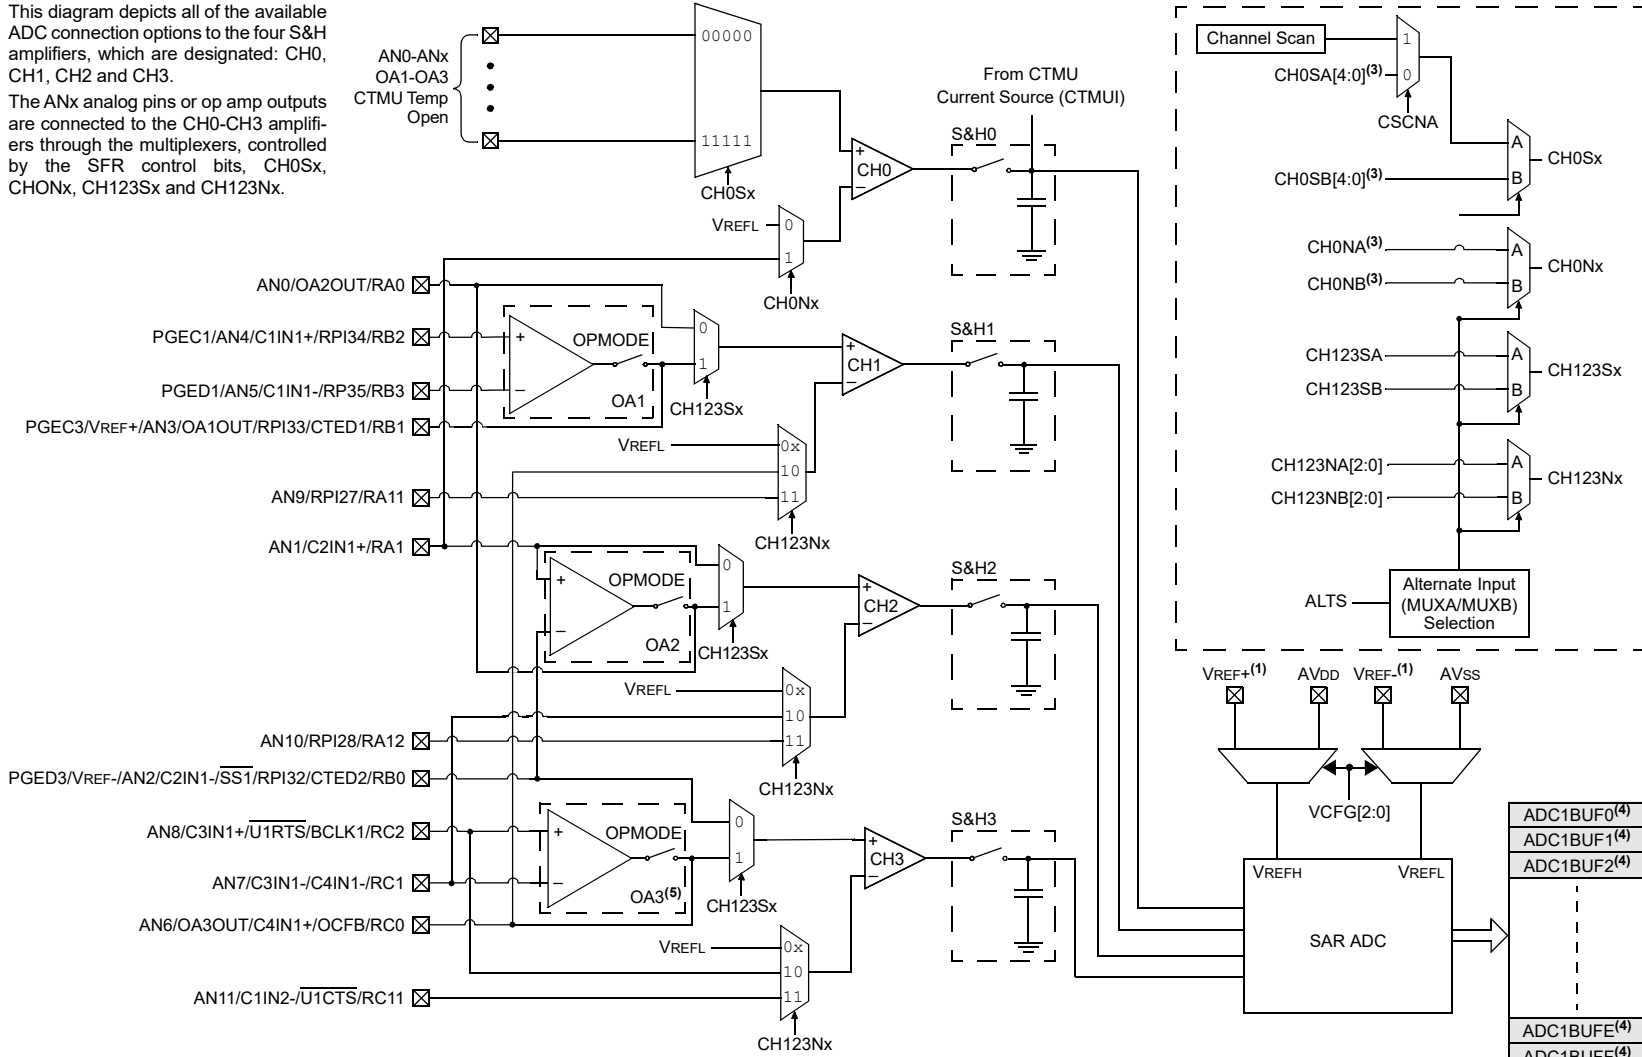 This diagram depicts all of the available
ADC connection options to the four S&H
amplifiers, which are designated: CH0,
CH1, CH2 and CH3.
The ANx analog pins or op amp outputs
are connected to the CH0-CH3 amplifi-
ers through the multiplexers, controlled
by the SFR control bits, CH0Sx,
CHONx, CH123Sx and CH123Nx.
AN0-ANx
OA1-OA3
CTMU Temp
Open
00000
11111
CH0Sx
+
−
CH0
From CTMU
Current Source (CTMUI)
S&H0
VREFL
0
1
CH0Nx
AN0/OA2OUT/RA0
PGEC1/AN4/C1IN1+/RPI34/RB2
PGED1/AN5/C1IN1-/RP35/RB3
PGEC3/VREF+/AN3/OA1OUT/RPI33/CTED1/RB1
+
−
OPMODE
OA1
0
1
CH123Sx
+
−
CH1
S&H1
VREFL
0x
10
11
CH123Nx
AN9/RPI27/RA11
AN1/C2IN1+/RA1
+
−
OPMODE
OA2
0
1
CH123Sx
+
−
CH2
S&H2
VREFL
0x
10
11
CH123Nx
AN10/RPI28/RA12
PGED3/VREF-/AN2/C2IN1-/SS1/RPI32/CTED2/RB0
AN8/C3IN1+/U1RTS/BCLK1/RC2
AN7/C3IN1-/C4IN1-/RC1
AN6/OA3OUT/C4IN1+/OCFB/RC0
+
−
OPMODE
OA3(5)
0
1
CH123Sx
+
−
CH3
S&H3
VREFL
0x
10
11
CH123Nx
AN11/C1IN2-/U1CTS/RC11
Channel Scan
1
CH0SA[4:0](3)
0
CSCNA
A
CH0SB[4:0](3)
B
CH0Sx
CH0NA(3)
A
CH0NB(3)
B
CH0Nx
CH123SA
A
CH123SB
B
CH123Sx
CH123NA[2:0]
A
CH123NB[2:0]
B
CH123Nx
ALTS
Alternate Input
(MUXA/MUXB)
Selection
VREF+(1) AVDD VREF-(1) AVSS
VCFG[2:0]
VREFH VREFL
SAR ADC
ADC1BUF0(4)
ADC1BUF1(4)
ADC1BUF2(4)
ADC1BUFE(4)
ADC1BUFF(4)